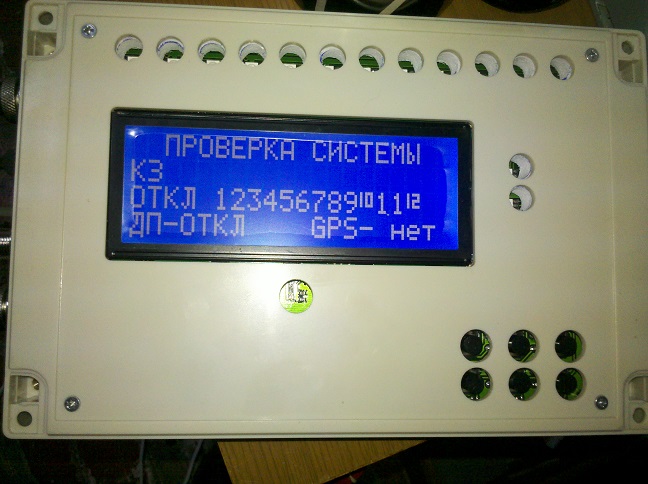 ПРОВЕРКА СИСТЕМЫ
КЗ
ОТКЛ 123456789101112
ДП-ОТКЛ GPS- нет